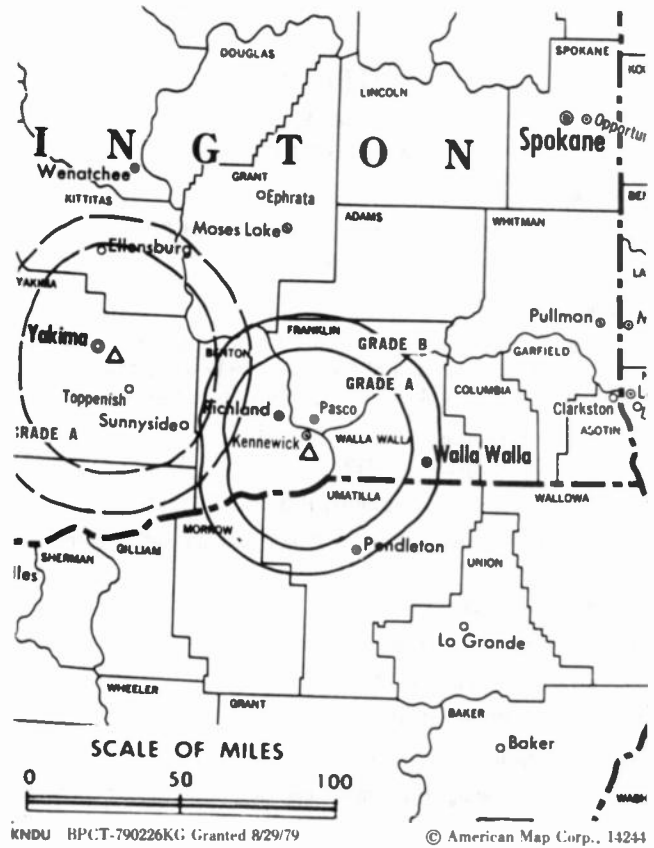 DOUGLAS
SPOKANE
LINCOLN
Opportun
Spokane
I N G T O N
Wenatchee
GRANT
Ephrata
KITTITAS
ADAMS
WHITMAN
Moses Lake
Ellensburg
YAKIMA
Pullmon
FRANKLIN
GRADE B
GARFIELD
Yakima
BENTON
GRADE A
COLUMBIA
Toppenish
Richland
Pasco
Clarkston
ASOTIN
Sunnyside
GRADE A
Kennewick
WALLA WALLA
Walla Walla
UMATILLA
WALLOWA
MORROW
GILLIAM
SHERMAN
Pendleton
UNION
lles
La Gronde
WHEELER
GRANT
BAKER
Baker
SCALE OF MILES
0 50 100
KNDU BPCT-790226KG Granted 8/29/79
© American Map Corp., 14244